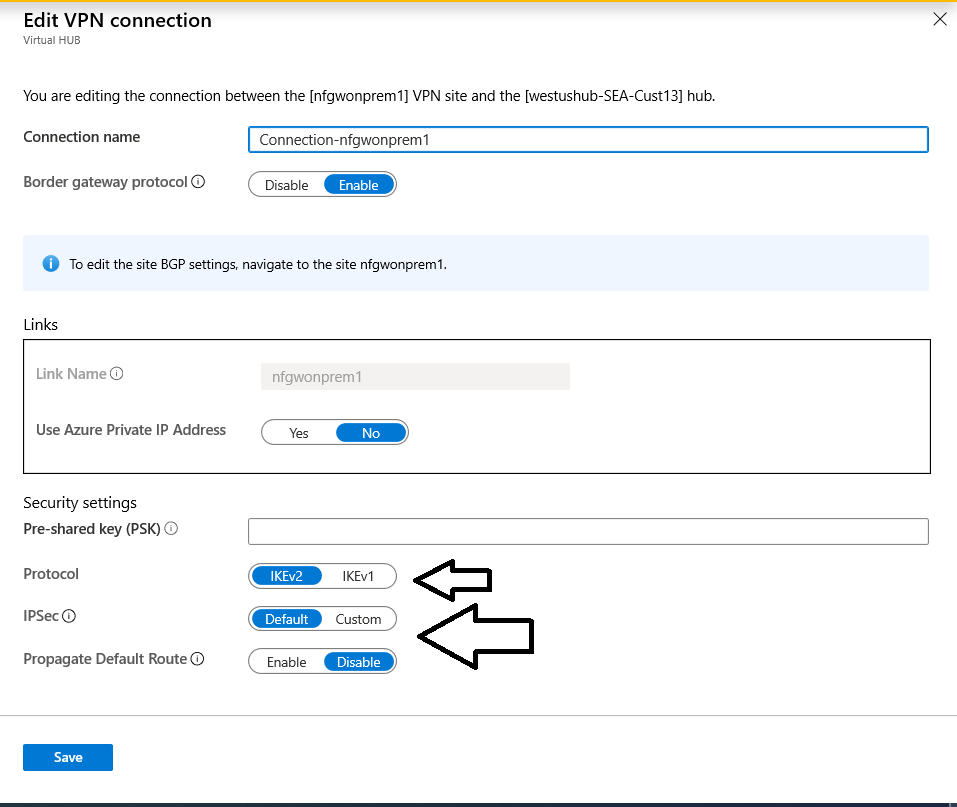 Edit VPN connection
Virtual HUB
You are editing the connection between the [nfgwonprem1] VPN site and the [westushub-SEA-Cust13] hub.
Connection name
Connection-nfgwonprem1
Border gateway protocol
Disable Enable
To edit the site BGP settings, navigate to the site nfgwonprem1.
Links
Link Name
nfgwonprem1
Use Azure Private IP Address
Yes No
Security settings
Pre-shared key (PSK)
Protocol
IKEv2 IKEv1
IPSec
Default Custom
Propagate Default Route
Enable Disable
Save